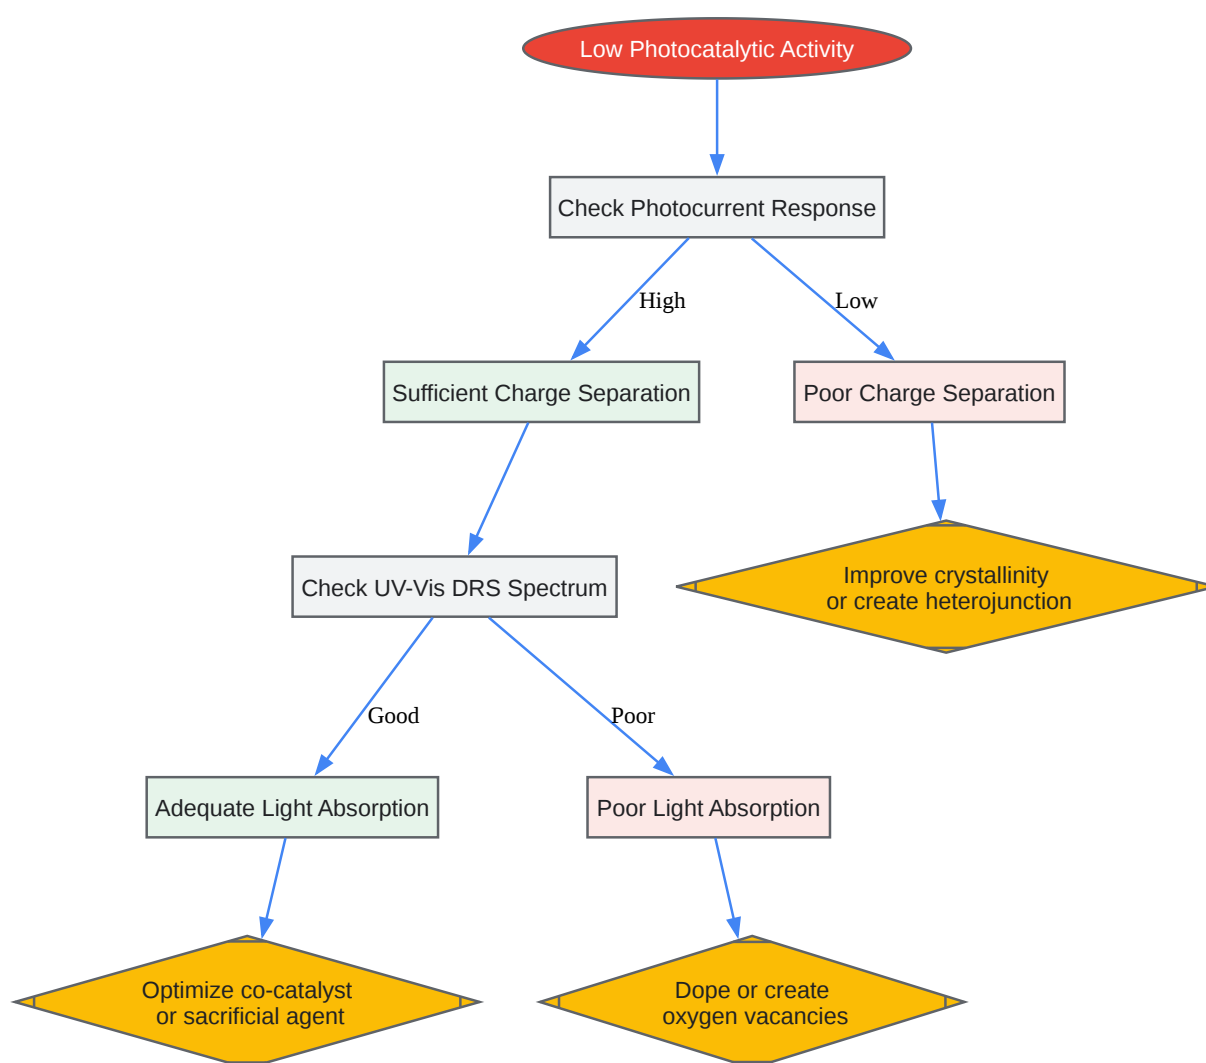 Low Photocatalytic Activity
Check Photocurrent Response
High
Low
Sufficient Charge Separation
Poor Charge Separation
Check UV-Vis DRS Spectrum
Improve crystallinity
or create heterojunction
Good
Poor
Adequate Light Absorption
Poor Light Absorption
Optimize co-catalyst
or sacrificial agent
Dope or create
oxygen vacancies